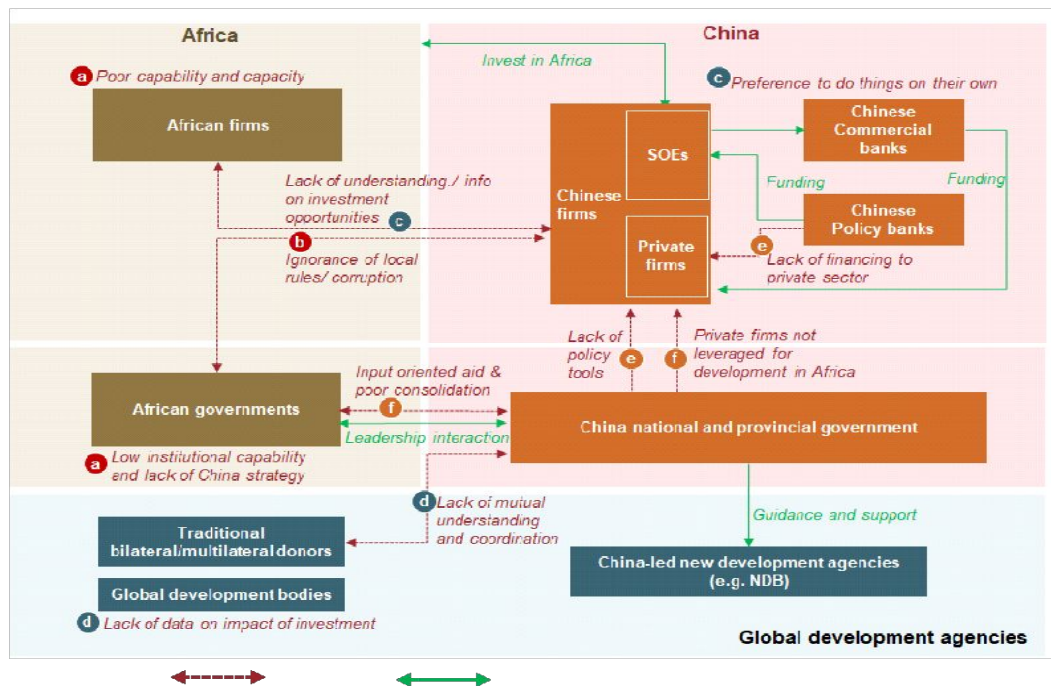 Africa
China
Invest in Africa
a Poor capability and capacity
c Preference to do things on their own
African firms
SOEs
Chinese
Commercial
banks
Lack of understanding / info
on investment
opportunities
c
Chinese
firms
Funding
Funding
Chinese
Policy banks
b
Ignorance of local
rules/ corruption
Private
firms
e
Lack of financing to
private sector
Lack of
policy
tools
e
f
Private firms not
leveraged for
development in Africa
Input oriented aid &
poor consolidation
f
African governments
Leadership interaction
China national and provincial government
a Low institutional capability
and lack of China strategy
d Lack of mutual
understanding
and coordination
Guidance and support
Traditional
bilateral/multilateral donors
China-led new development agencies
(e.g. NDB)
Global development bodies
d Lack of data on impact of investment
Global development agencies